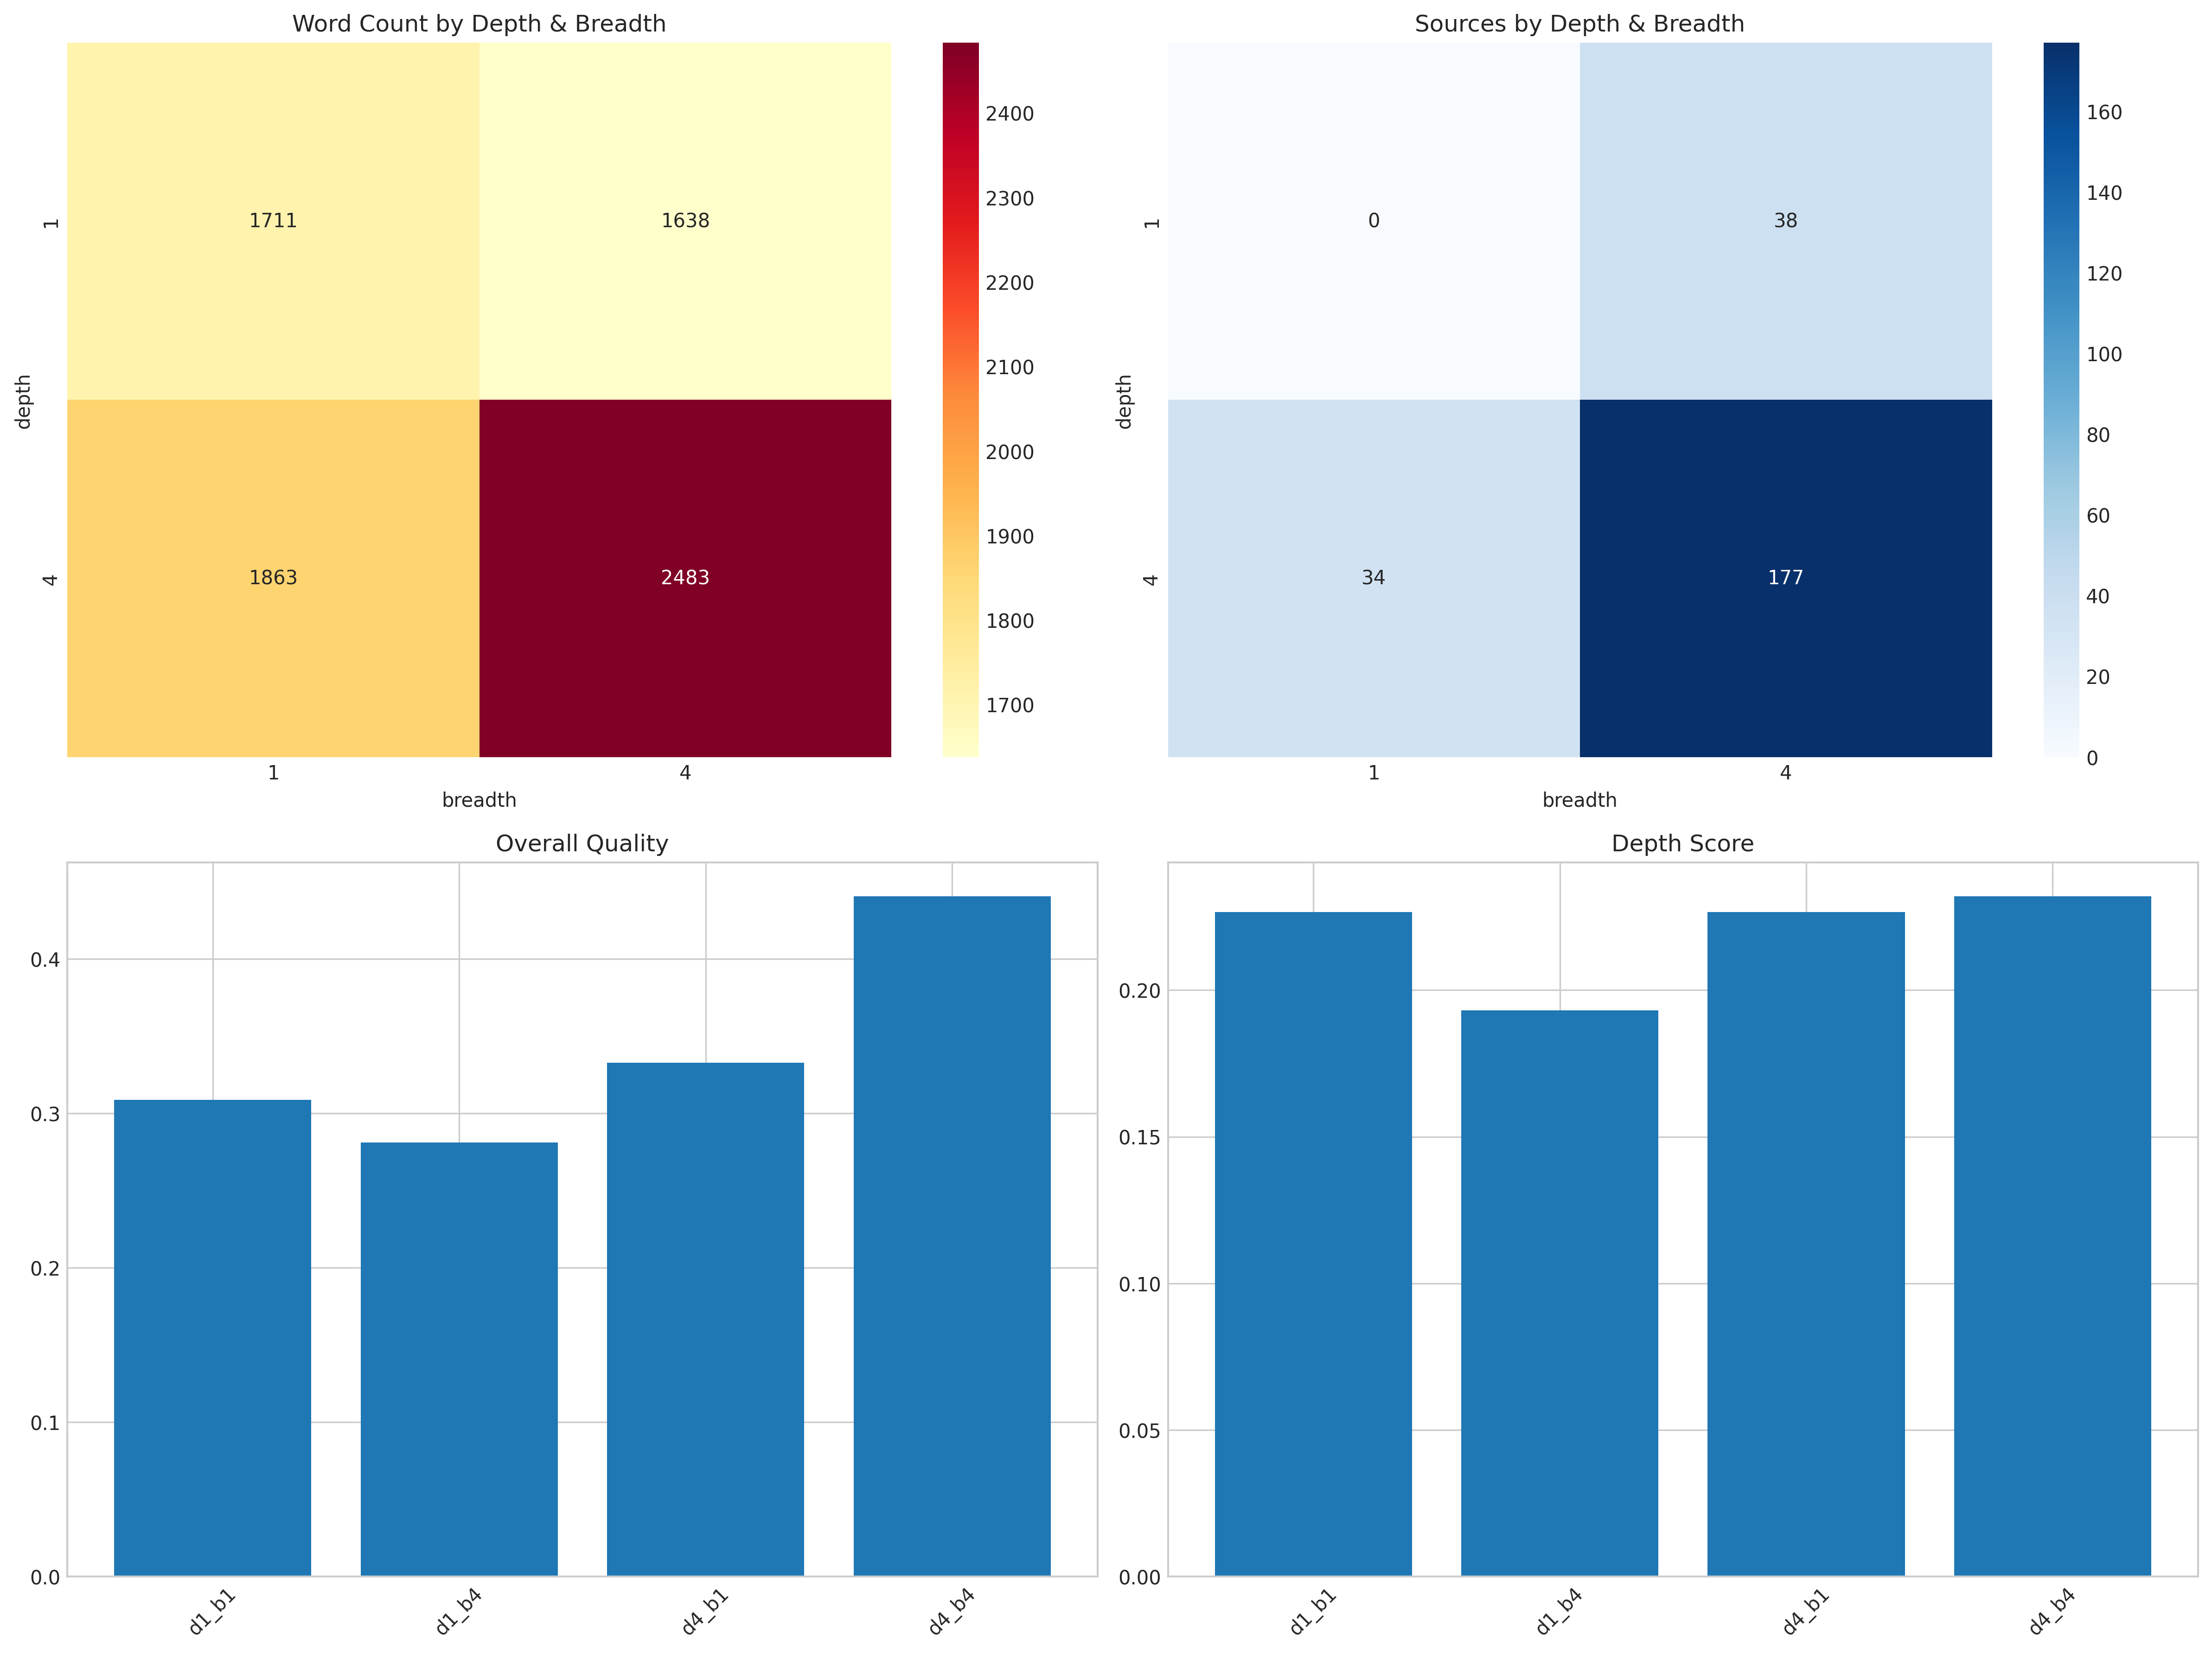 Word Count by Depth & Breadth
1711
1638
1863
2483
1
4
depth
1
4
breadth
2400
2300
2200
2100
2000
1900
1800
1700
Sources by Depth & Breadth
0
38
34
177
1
4
depth
1
4
breadth
160
140
120
100
80
60
40
20
0
Overall Quality
0.4
0.3
0.2
0.1
0.0
d1_b1
d1_b4
d4_b1
d4_b4
Depth Score
0.20
0.15
0.10
0.05
0.00
d1_b1
d1_b4
d4_b1
d4_b4